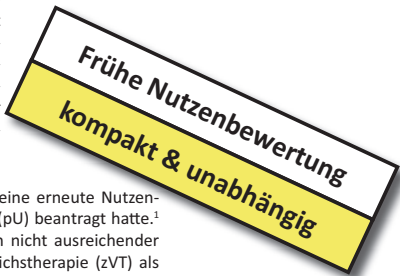 Frühe Nutzenbewertung
kompakt & unabhängig
eine erneute Nutzen-
(pU) beantragt hatte.¹
nicht ausreichender
ichstherapie (zVT) als